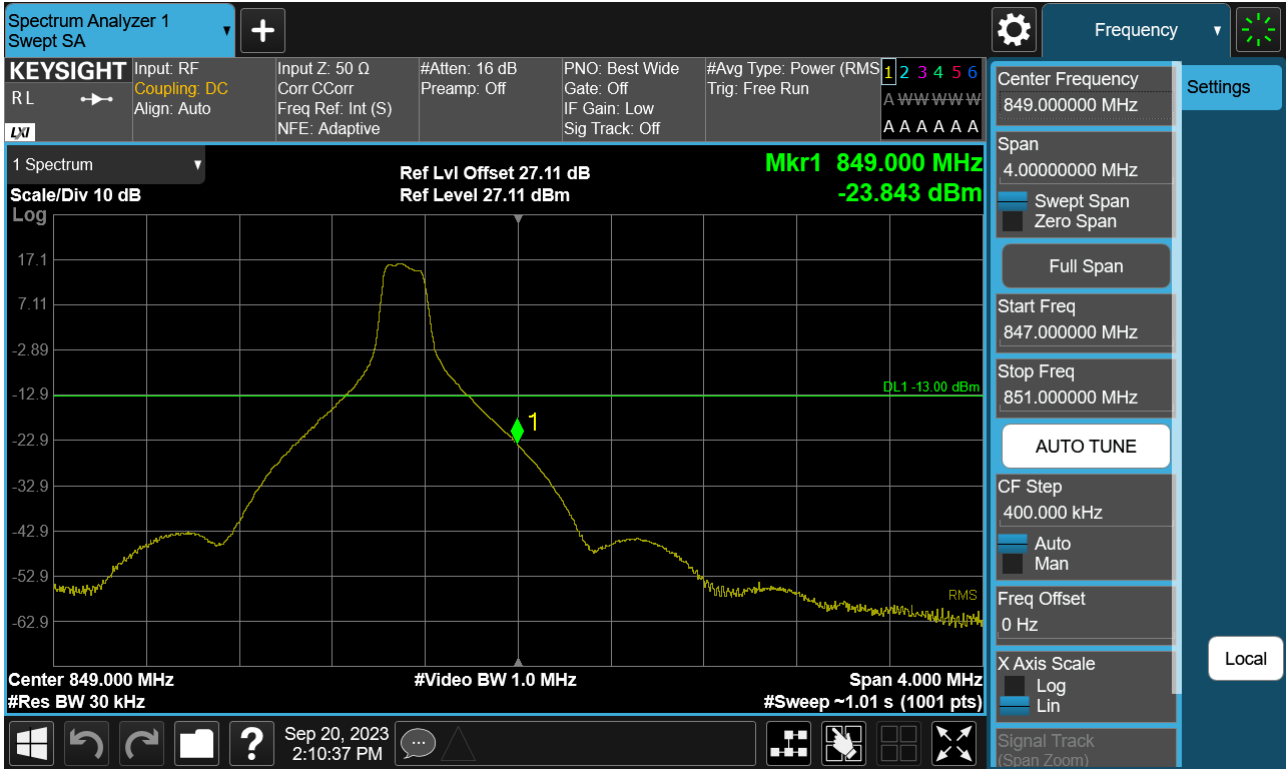 Spectrum Analyzer 1
Swept SA
Frequency
KEYSIGHT
R L
LXI
Input: RF
Coupling: DC
Align: Auto
Input Z: 50 Ω
Corr CCorr
Freq Ref: Int (S)
NFE: Adaptive
#Atten: 16 dB
Preamp: Off
PNO: Best Wide
Gate: Off
IF Gain: Low
Sig Track: Off
#Avg Type: Power (RMS
Trig: Free Run
1 2 3 4 5 6
A W W W W W
A A A A A A
1 Spectrum
Scale/Div 10 dB
Log
Ref Lvl Offset 27.11 dB
Ref Level 27.11 dBm
Mkr1 849.000 MHz
-23.843 dBm
17.1
7.11
-2.89
-12.9
-22.9
-32.9
-42.9
-52.9
-62.9
DL1 -13.00 dBm
1
RMS
Center 849.000 MHz
#Video BW 1.0 MHz
Span 4.000 MHz
#Res BW 30 kHz
#Sweep ~1.01 s (1001 pts)
Center Frequency
849.000000 MHz
Span
4.00000000 MHz
Swept Span
Zero Span
Full Span
Start Freq
847.000000 MHz
Stop Freq
851.000000 MHz
AUTO TUNE
CF Step
400.000 kHz
Auto
Man
Freq Offset
0 Hz
X Axis Scale
Log
Lin
Signal Track
(Span Zoom)
Settings
Local
?
Sep 20, 2023
2:10:37 PM